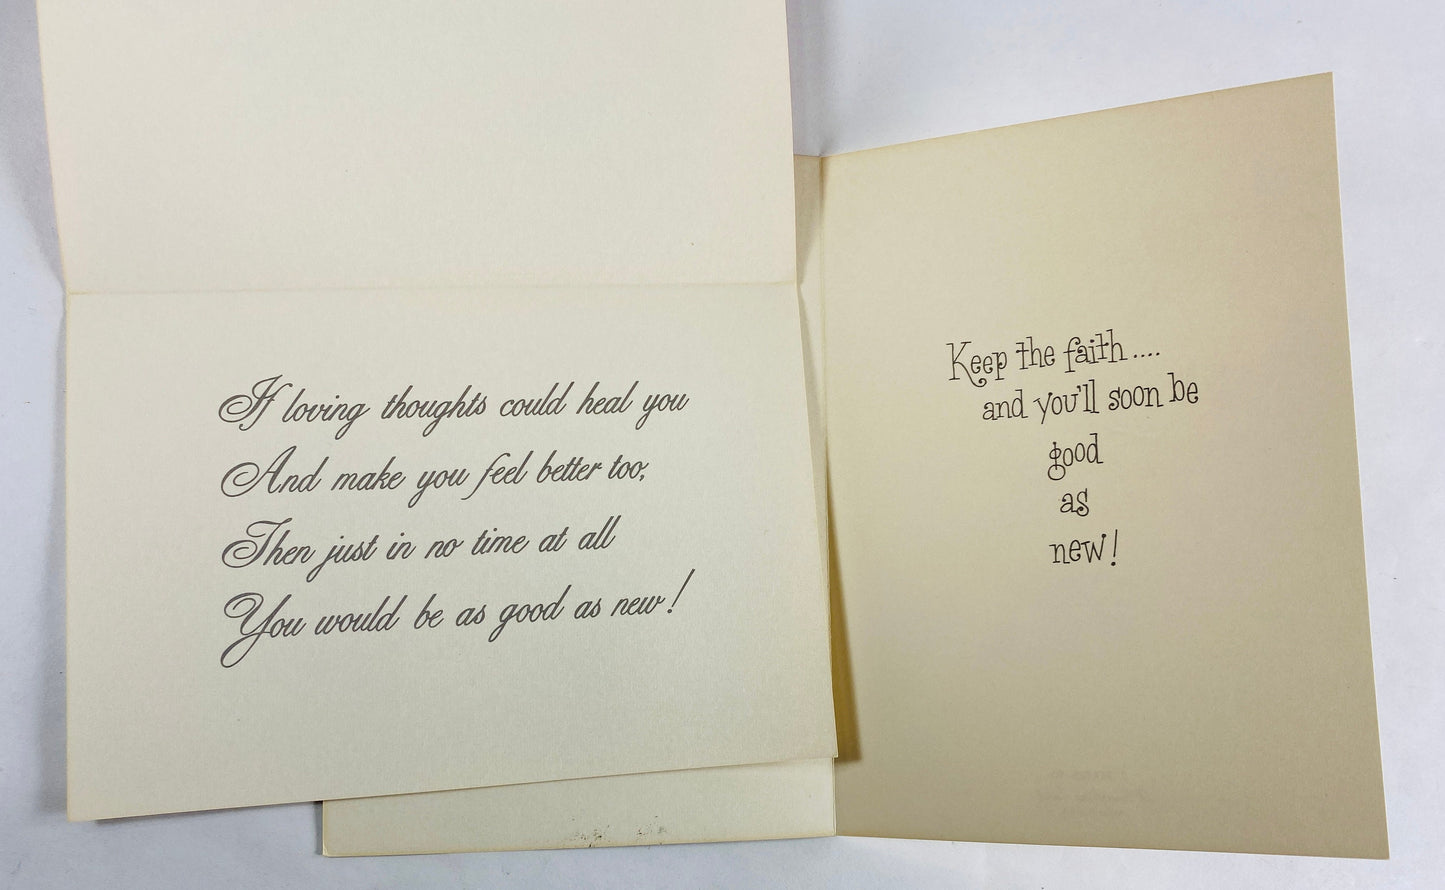 If loving thoughts could heal you
And make you feel better too,
Then just in no time at all
You would be as good as new!
Keep the faith....
and you'll soon be
good
as
new!